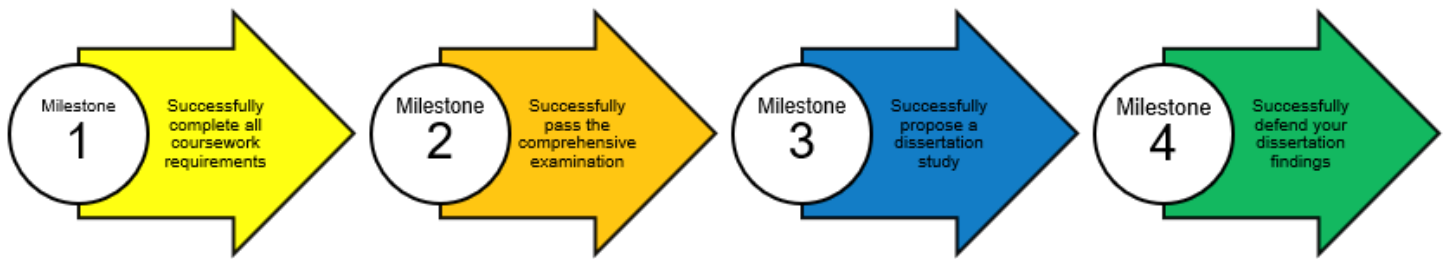 Milestone
1
Successfully
complete all
coursework
requirements
Milestone
2
Successfully
pass the
comprehensive
examination
Milestone
3
Successfully
propose a
dissertation
study
Milestone
4
Successfully
defend your
dissertation
findings